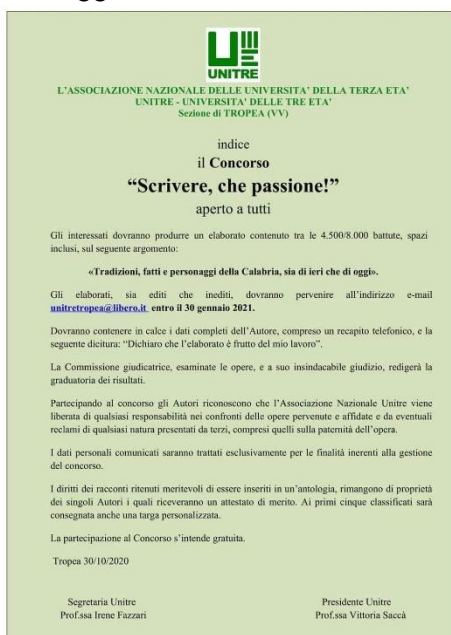 UNITRE
L'ASSOCIAZIONE NAZIONALE DELLE UNIVERSITA' DELLA TERZA ETA'
UNITRE - UNIVERSITA' DELLE TRE ETA'
Sezione di TROPEA (VV)
indice
il Concorso
“Scrivere, che passione!”
aperto a tutti
Gli interessati dovranno produrre un elaborato contenuto tra le 4.500/8.000 battute, spazi
inclusi, sul seguente argomento:
«Tradizioni, fatti e personaggi della Calabria, sia di ieri che di oggi».
Gli elaborati, sia editi che inediti, dovranno pervenire all'indirizzo e-mail
unitretropea@libero.it entro il 30 gennaio 2021.
Dovranno contenere in calce i dati completi dell'Autore, compreso un recapito telefonico, e la
seguente dicitura: “Dichiaro che l'elaborato è frutto del mio lavoro”.
La Commissione giudicatrice, esaminate le opere, e a suo insindacabile giudizio, redigerà la
graduatoria dei risultati.
Partecipando al concorso gli Autori riconoscono che l'Associazione Nazionale Unitre viene
liberata di qualsiasi responsabilità nei confronti delle opere pervenute e affidate e da eventuali
reclami di qualsiasi natura presentati da terzi, compresi quelli sulla paternità dell'opera.
I dati personali comunicati saranno trattati esclusivamente per le finalità inerenti alla gestione
del concorso.
I diritti dei racconti ritenuti meritevoli di essere inseriti in un'antologia, rimangono di proprietà
dei singoli Autori i quali riceveranno un attestato di merito. Ai primi cinque classificati sarà
consegnata anche una targa personalizzata.
La partecipazione al Concorso s'intende gratuita.
Tropea 30/10/2020
Segretaria Unitre Presidente Unitre
Prof.ssa Irene Fazzari Prof.ssa Vittoria Saccà